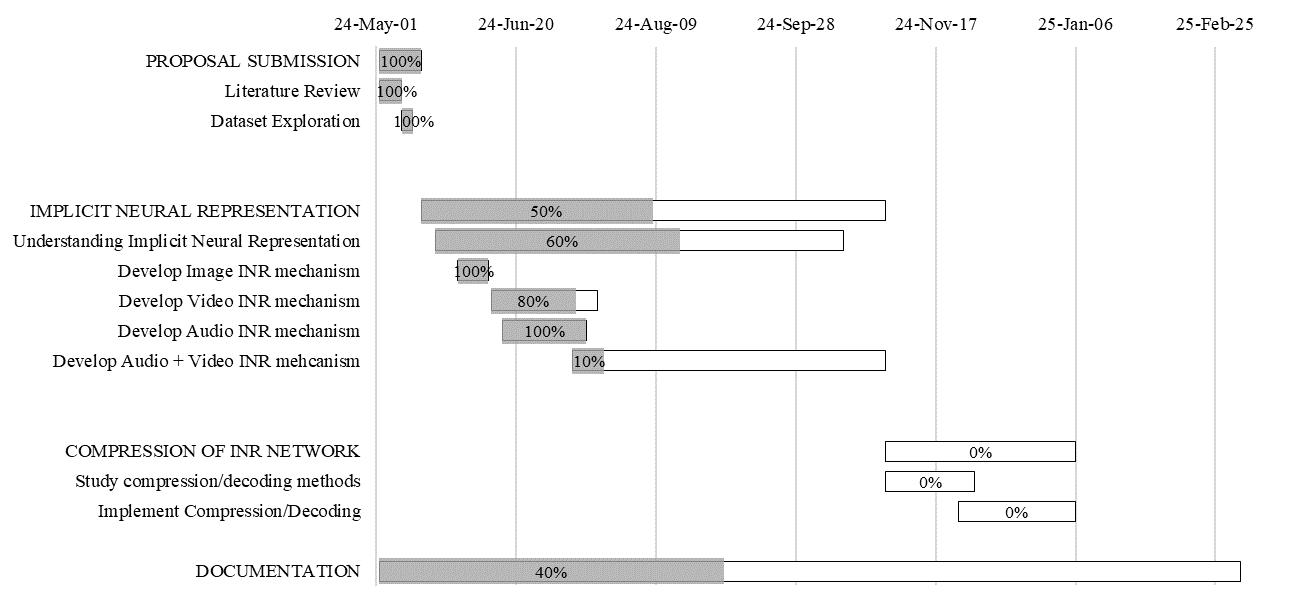 24-May-01 24-Jun-20 24-Aug-09 24-Sep-28 24-Nov-17 25-Jan-06 25-Feb-25
PROPOSAL SUBMISSION 100%
Literature Review 100%
Dataset Exploration 100%
IMPLICIT NEURAL REPRESENTATION 50%
Understanding Implicit Neural Representation 60%
Develop Image INR mechanism 100%
Develop Video INR mechanism 80%
Develop Audio INR mechanism 100%
Develop Audio + Video INR mehcanism 10%
COMPRESSION OF INR NETWORK 0%
Study compression/decoding methods 0%
Implement Compression/Decoding 0%
DOCUMENTATION 40%